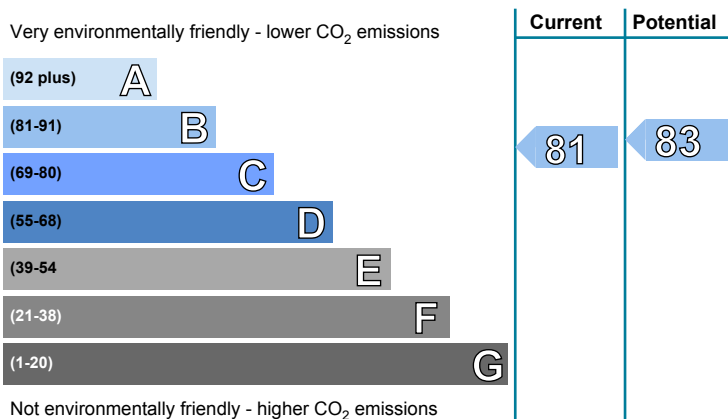 Current Potential
Very environmentally friendly - lower CO2 emissions
(92 plus) A
(81-91) B
81 83
(69-80) C
(55-68) D
(39-54 E
(21-38) F
(1-20) G
Not environmentally friendly - higher CO2 emissions